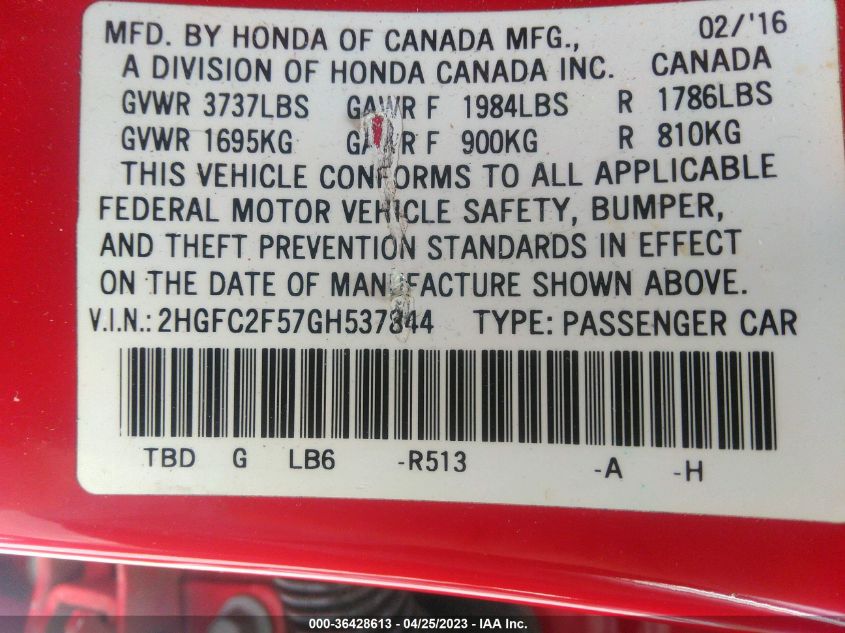 MFD. BY HONDA OF CANADA MFG., 02/'16
A DIVISION OF HONDA CANADA INC. CANADA
GVWR 3737LBS GAWR F 1984LBS R 1786LBS
GVWR 1695KG GAWR F 900KG R 810KG
THIS VEHICLE CONFORMS TO ALL APPLICABLE
FEDERAL MOTOR VEHICLE SAFETY, BUMPER,
AND THEFT PREVENTION STANDARDS IN EFFECT
ON THE DATE OF MANUFACTURE SHOWN ABOVE.
V.I.N.: 2HGFC2F57GH537844 TYPE: PASSENGER CAR
TBD G LB6 -R513 -A -H
000-36428613 - 04/25/2023 - IAA Inc.